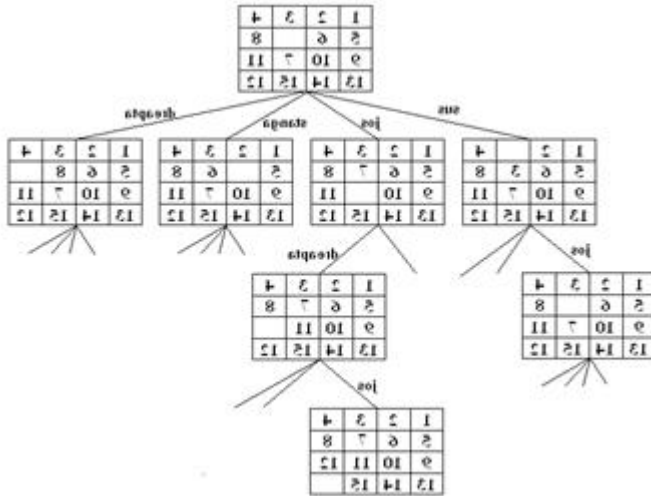 1 2 3 4
5 6 8
9 10 7 11
13 14 15 12
sus jos stanga dreapta
1 2 4 1 2 3 4 1 2 3 4 1 2 3 4
5 6 3 8 5 6 7 8 5 6 8 5 6 8
9 10 7 11 9 10 11 9 10 7 11 9 10 7 11
13 14 15 12 13 14 15 12 13 14 15 12 13 14 15 12
jos dreapta
1 2 3 4 1 2 3 4
5 6 8 5 6 7 8
9 10 7 11 9 10 11
13 14 15 12 13 14 15 12
jos
1 2 3 4
5 6 7 8
9 10 11 12
13 14 15